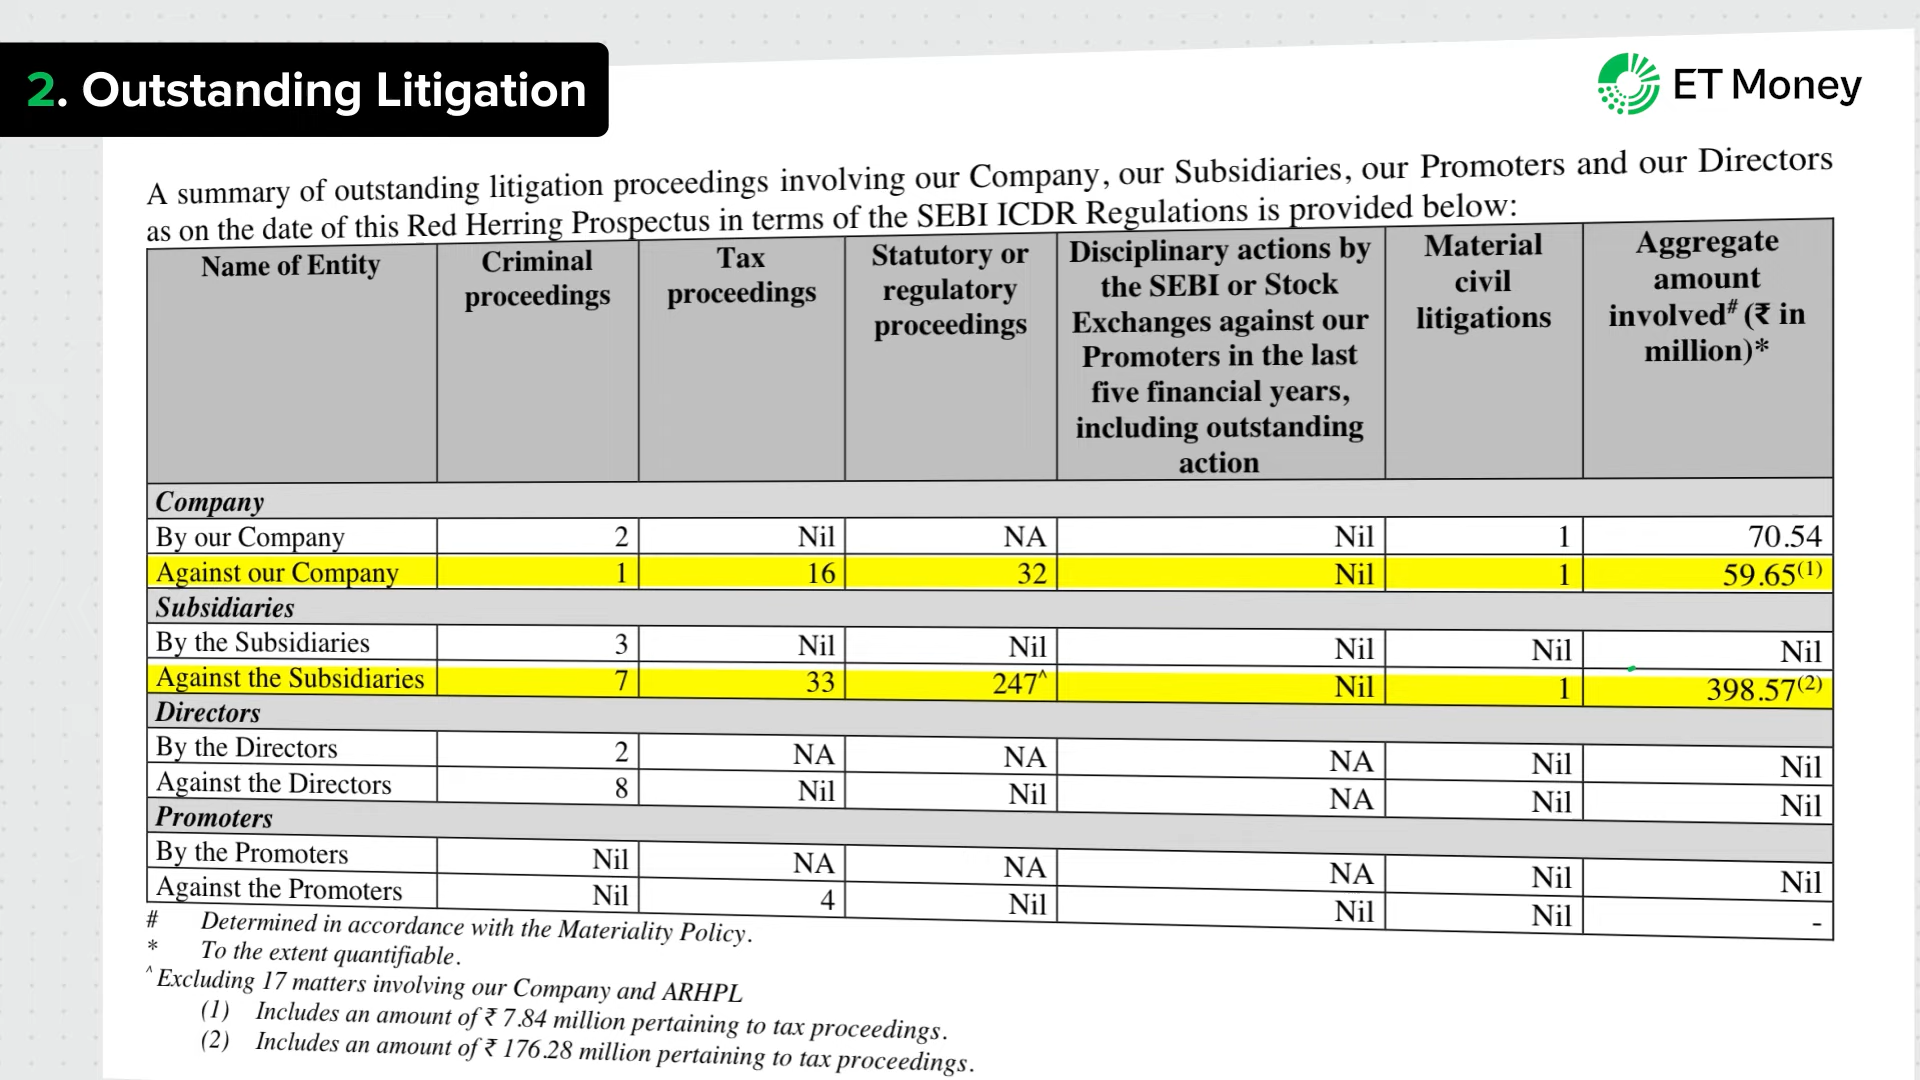 2. Outstanding Litigation
ET Money
A summary of outstanding litigation proceedings involving our Company, our Subsidiaries, our Promoters and our Directors
as on the date of this Red Herring Prospectus in terms of the SEBI ICDR Regulations is provided below:
Name of Entity
Criminal
proceedings
Tax
proceedings
Statutory or
regulatory
proceedings
Disciplinary actions by
the SEBI or Stock
Exchanges against our
Promoters in the last
five financial years,
including outstanding
action
Material
civil
litigations
Aggregate
amount
involved# (₹ in
million)*
Company
By our Company 2 Nil NA Nil 1 70.54
Against our Company 1 16 32 Nil 1 59.65(1)
Subsidiaries
By the Subsidiaries 3 Nil Nil Nil Nil Nil
Against the Subsidiaries 7 33 247^ Nil 1 398.57(2)
Directors
By the Directors 2 NA NA NA Nil Nil
Against the Directors 8 Nil Nil NA Nil Nil
Promoters
By the Promoters Nil NA NA NA Nil Nil
Against the Promoters Nil 4 Nil Nil Nil -
# Determined in accordance with the Materiality Policy.
* To the extent quantifiable.
^ Excluding 17 matters involving our Company and ARHPL
(1) Includes an amount of ₹ 7.84 million pertaining to tax proceedings.
(2) Includes an amount of ₹ 176.28 million pertaining to tax proceedings.